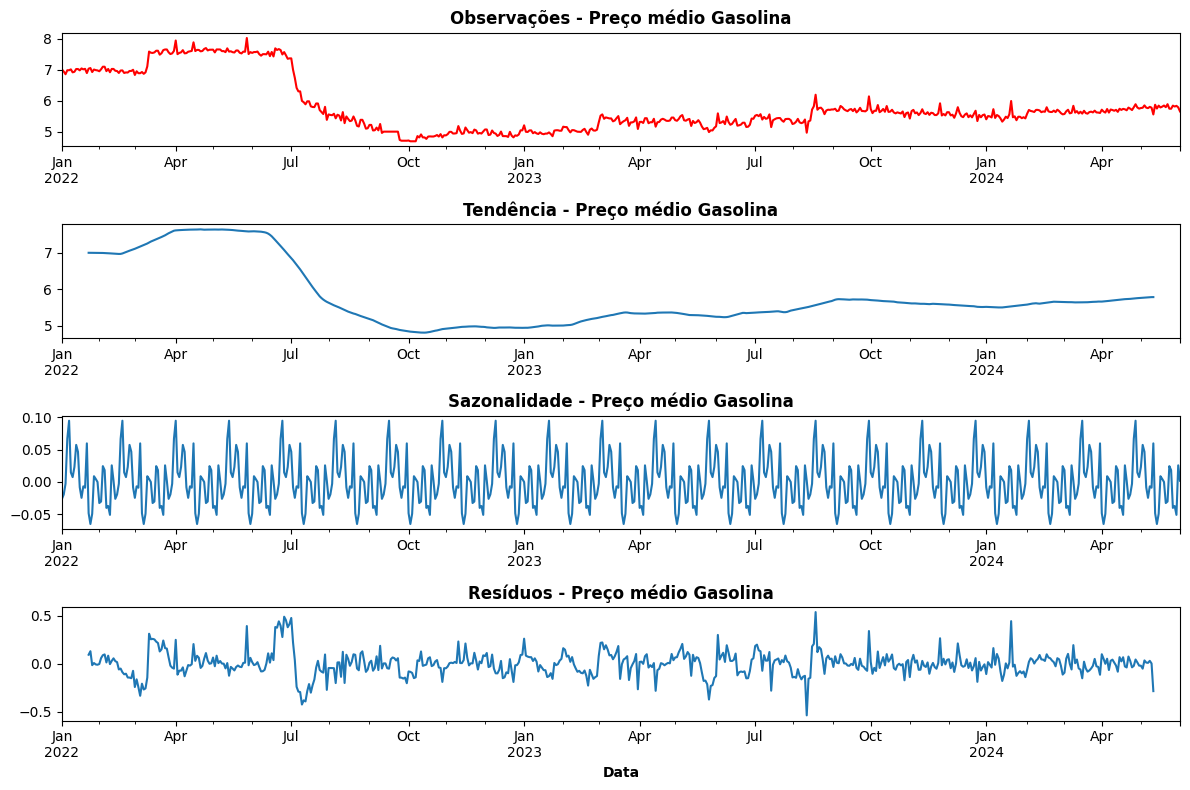 Observações - Preço médio Gasolina
8
7
6
5
Jan Apr Jul Oct Jan Apr Jul Oct Jan Apr
2022 2023 2024
Tendência - Preço médio Gasolina
7
5
Jan Apr Jul Oct Jan Apr Jul Oct Jan Apr
2022 2023 2024
Sazonalidade - Preço médio Gasolina
0.10
0.05
0.00
−0.05
Jan Apr Jul Oct Jan Apr Jul Oct Jan Apr
2022 2023 2024
Resíduos - Preço médio Gasolina
0.5
0.0
−0.5
Jan Apr Jul Oct Jan Apr Jul Oct Jan Apr
2022 2023 2024
Data